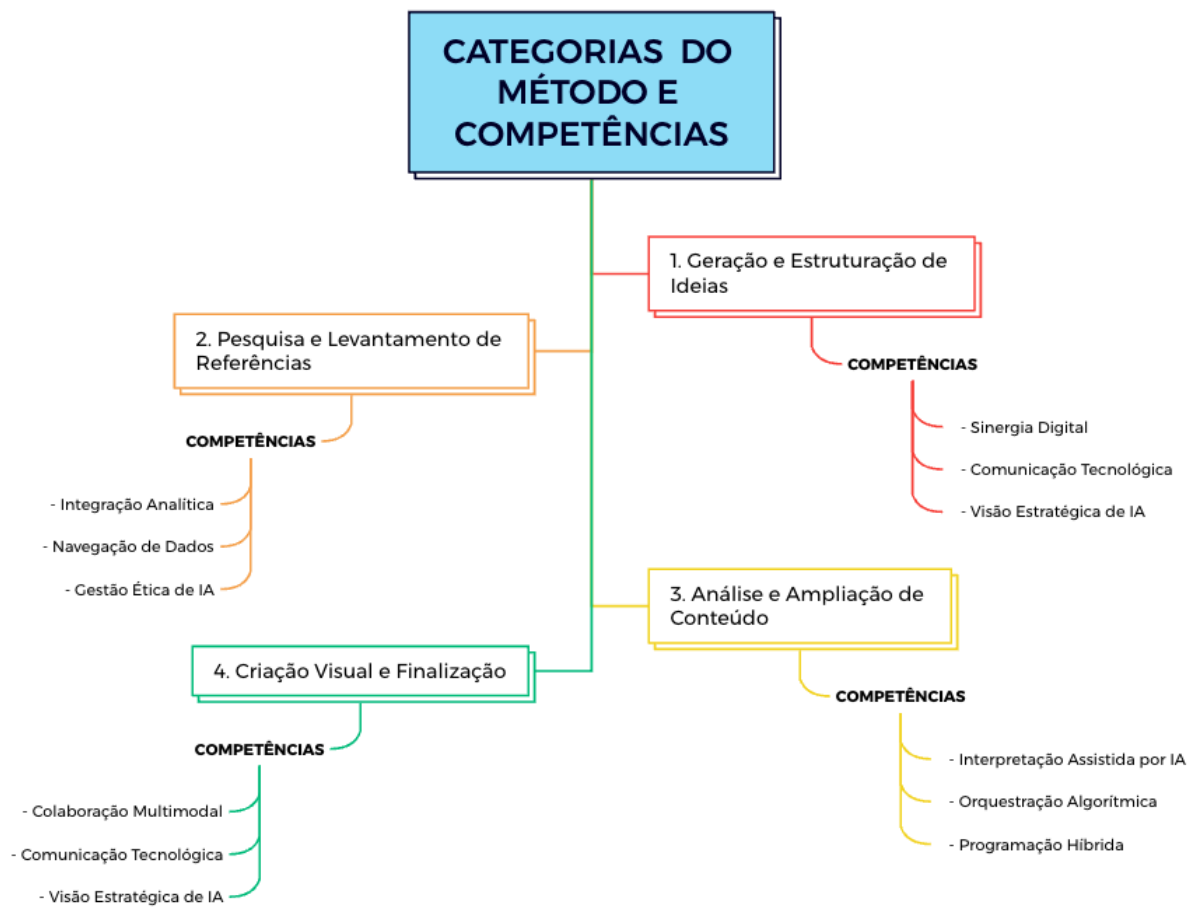 CATEGORIAS DO
MÉTODO E
COMPETÊNCIAS
1. Geração e Estruturação de
Ideias
COMPETÊNCIAS
- Sinergia Digital
- Comunicação Tecnológica
- Visão Estratégica de IA
2. Pesquisa e Levantamento de
Referências
COMPETÊNCIAS
- Integração Analítica
- Navegação de Dados
- Gestão Ética de IA
3. Análise e Ampliação de
Conteúdo
COMPETÊNCIAS
- Interpretação Assistida por IA
- Orquestração Algorítmica
- Programação Híbrida
4. Criação Visual e Finalização
COMPETÊNCIAS
- Colaboração Multimodal
- Comunicação Tecnológica
- Visão Estratégica de IA